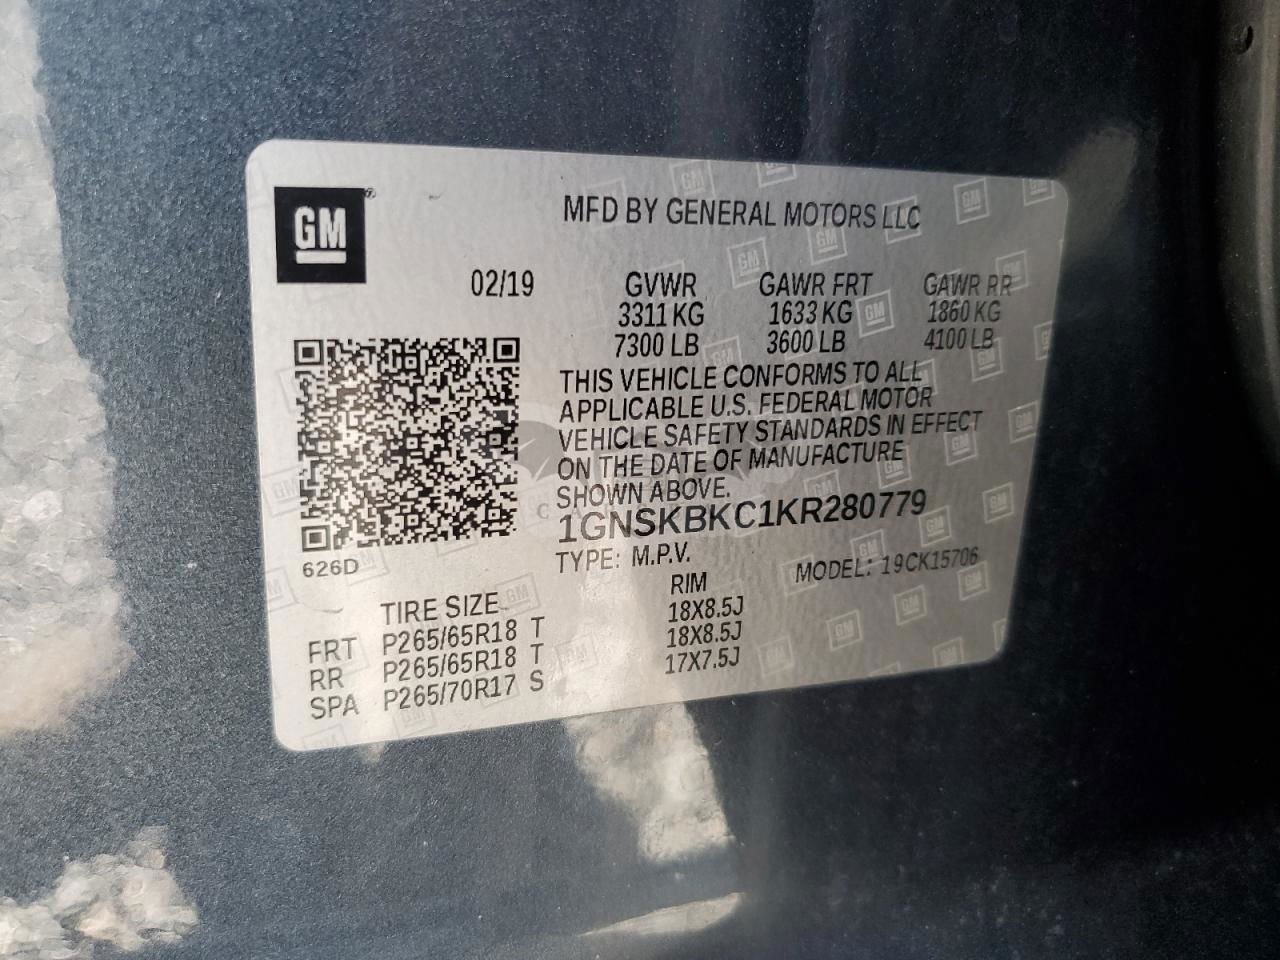 GM
MFD BY GENERAL MOTORS LLC
02/19 GVWR GAWR FRT GAWR RR
3311 KG 1633 KG 1860 KG
7300 LB 3600 LB 4100 LB
THIS VEHICLE CONFORMS TO ALL
APPLICABLE U.S. FEDERAL MOTOR
VEHICLE SAFETY STANDARDS IN EFFECT
ON THE DATE OF MANUFACTURE
SHOWN ABOVE.
1GNSKBKC1KR280779
626D
TYPE: M.P.V. MODEL: 19CK15706
TIRE SIZE RIM
FRT P265/65R18 T 18X8.5J
RR P265/65R18 T 18X8.5J
SPA P265/70R17 S 17X7.5J